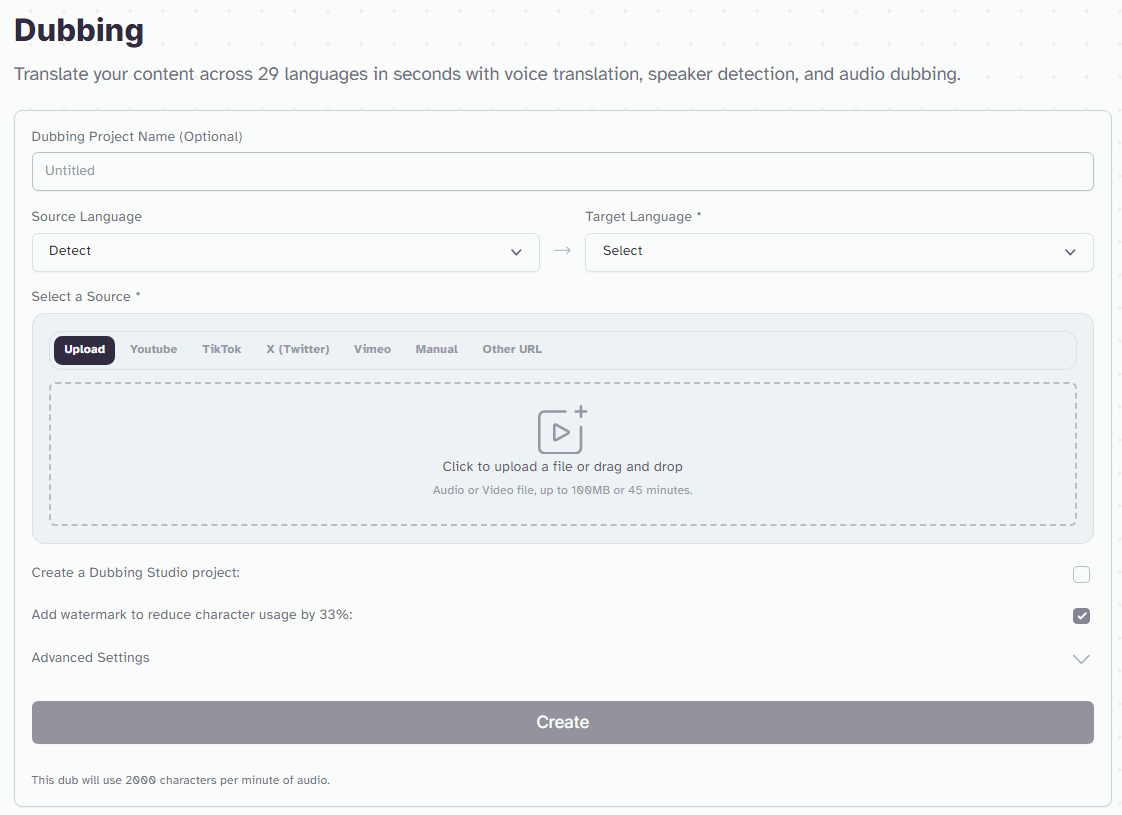 Dubbing
Translate your content across 29 languages in seconds with voice translation, speaker detection, and audio dubbing.
Dubbing Project Name (Optional)
Untitled
Source Language
Target Language *
Detect
Select
Select a Source *
Upload Youtube TikTok X (Twitter) Vimeo Manual Other URL
Click to upload a file or drag and drop
Audio or Video file, up to 100MB or 45 minutes.
Create a Dubbing Studio project:
Add watermark to reduce character usage by 33%:
Advanced Settings
Create
This dub will use 2000 characters per minute of audio.